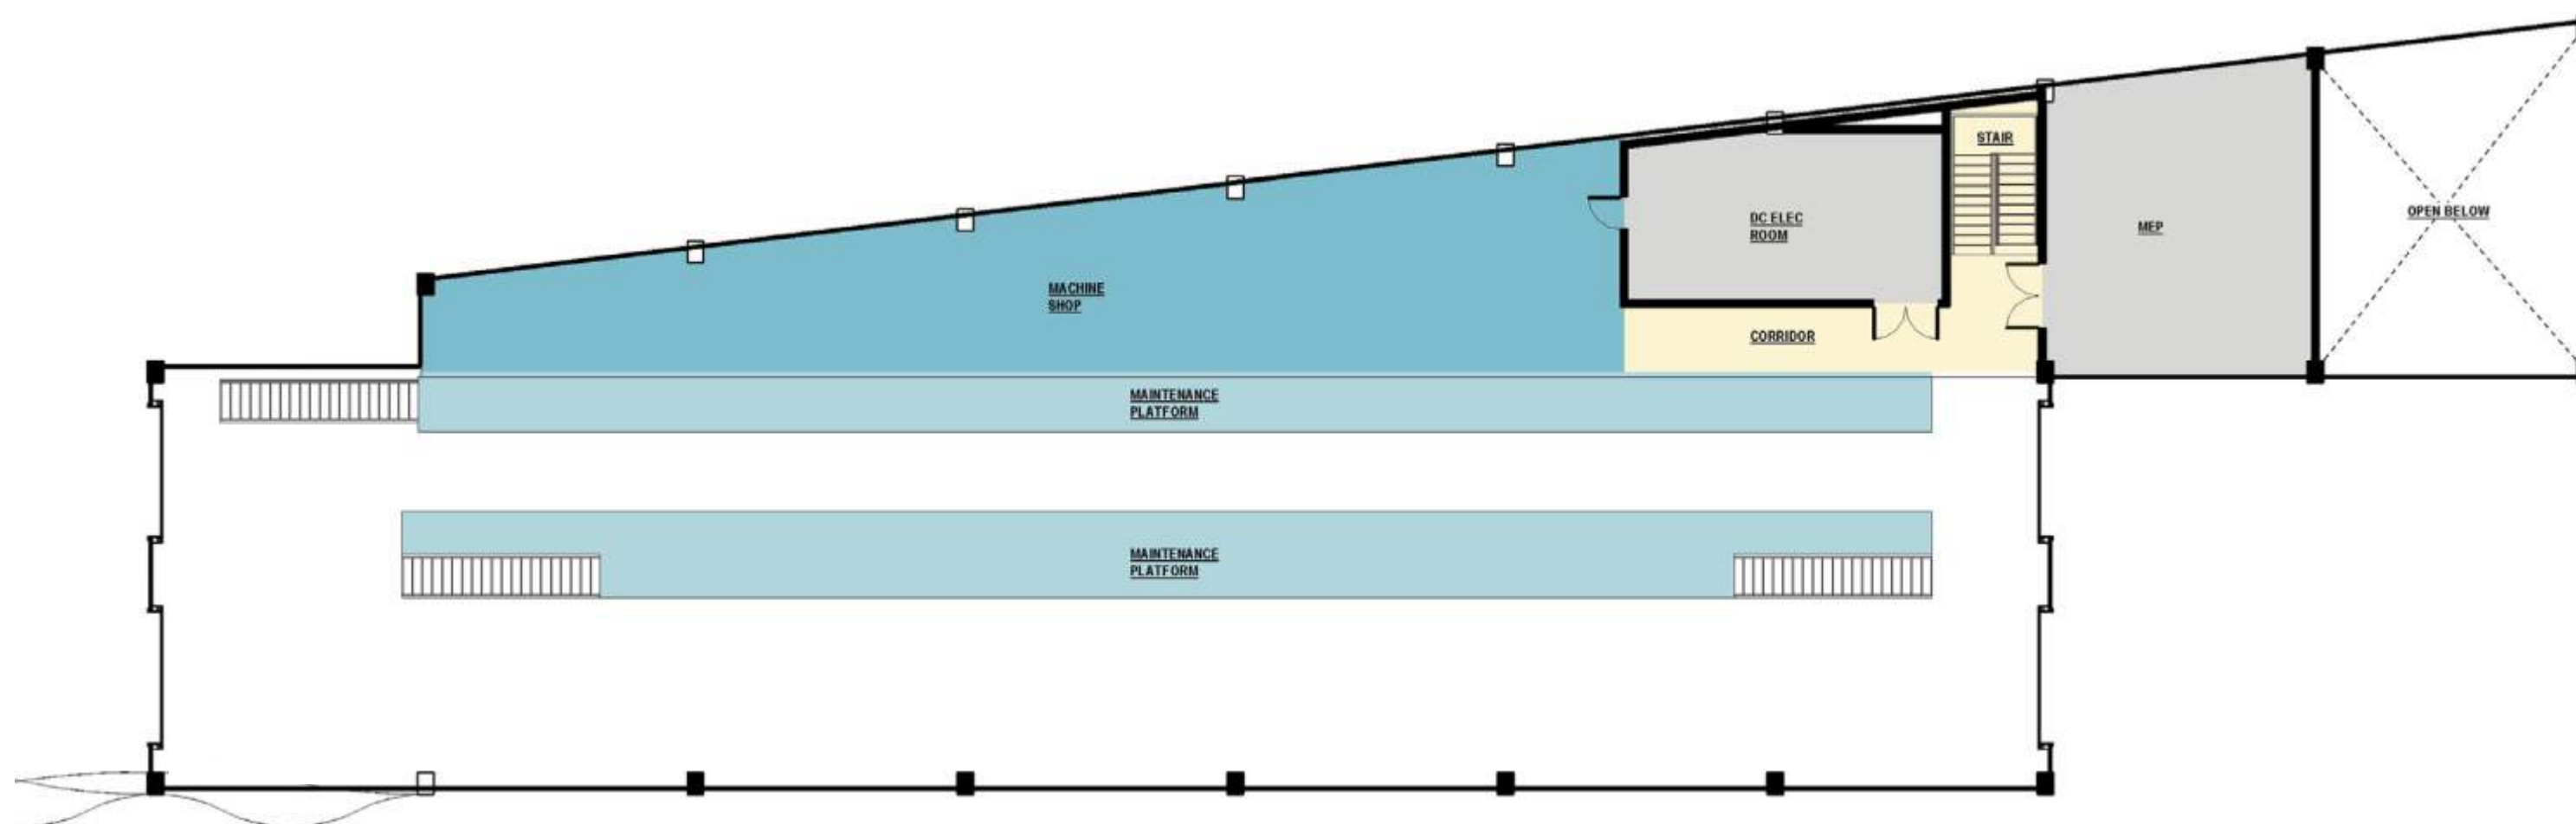 STAIR
OPEN BELOW
DC ELEC
ROOM
MEP
MACHINE
SHOP
CORRIDOR
MAINTENANCE
PLATFORM
MAINTENANCE
PLATFORM